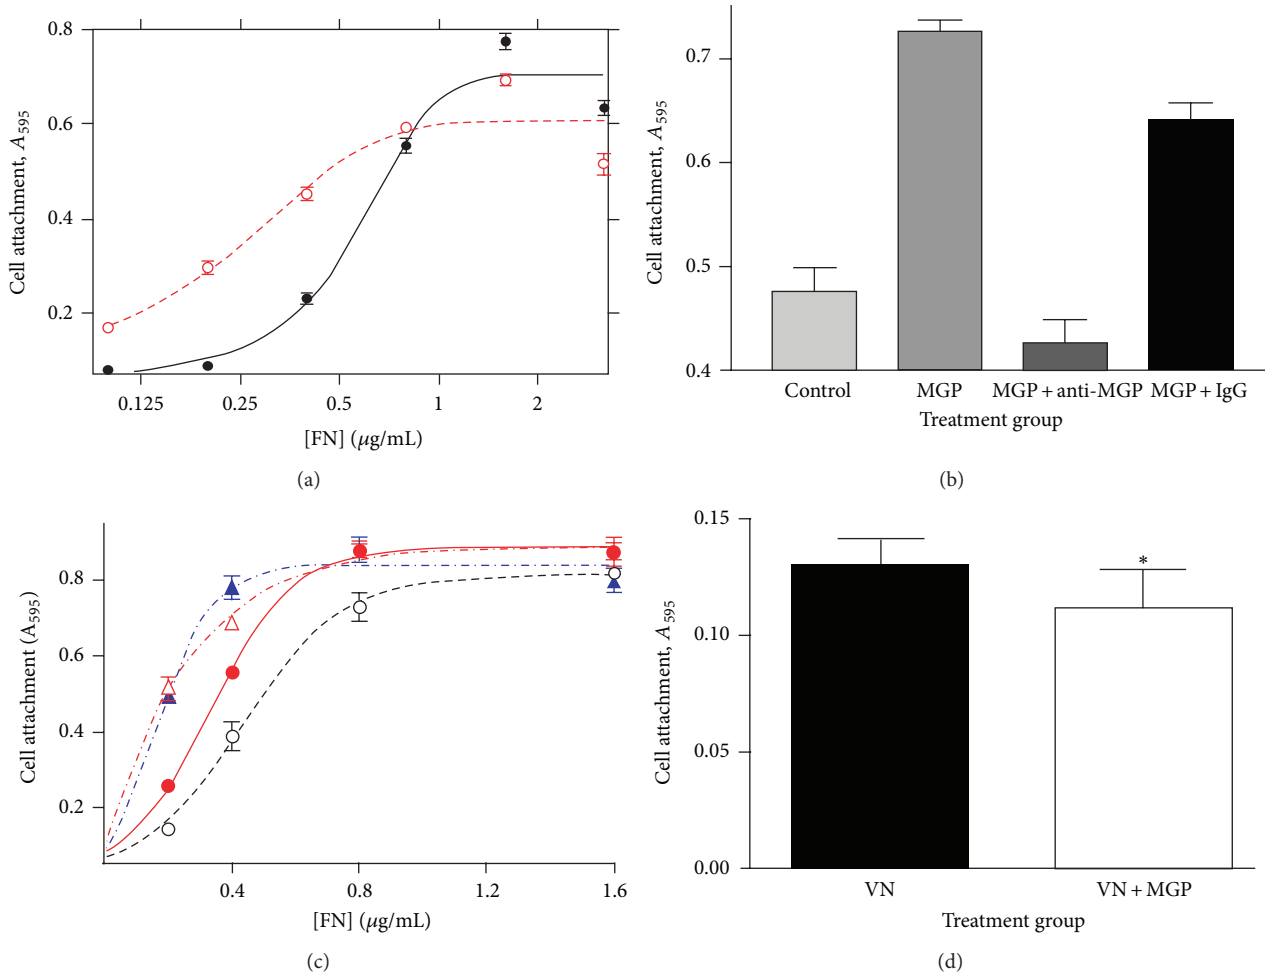 0.8
0.6
0.4
0.2
Cell attachment, A595
0.125 0.25 0.5 1 2
[FN] (μg/mL)
(a)
0.7
0.6
0.5
0.4
Cell attachment, A595
Control MGP MGP + anti-MGP MGP + IgG
Treatment group
(b)
0.8
0.6
0.4
0.2
Cell attachment (A595)
0.4 0.8 1.2 1.6
[FN] (μg/mL)
(c)
0.15
0.10
0.05
0.00
Cell attachment, A595
*
VN VN + MGP
Treatment group
(d)